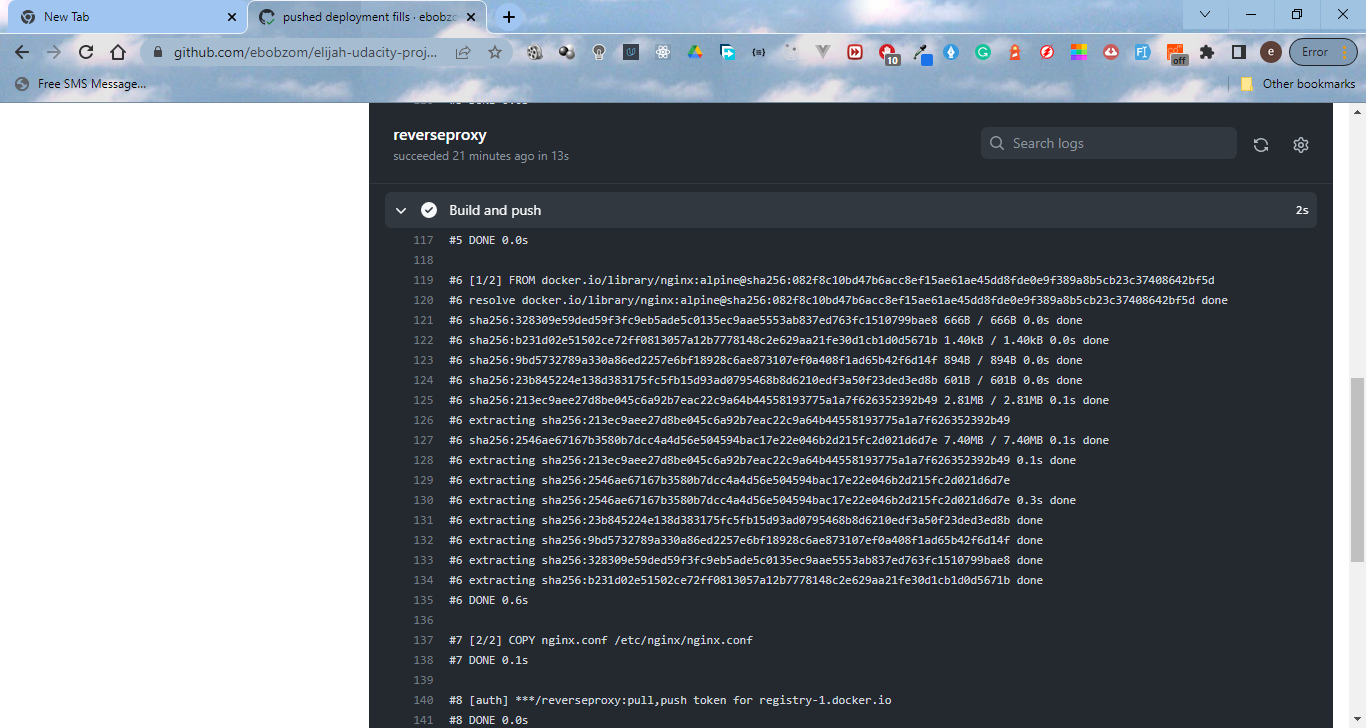 New Tab
pushed deployment fills · ebobzo
github.com/ebobzom/elijah-udacity-proj...
10
off
e
Error
Free SMS Message...
Other bookmarks
reverseproxy
succeeded 21 minutes ago in 13s
Search logs
Build and push 2s
117 #5 DONE 0.0s
118
119 #6 [1/2] FROM docker.io/library/nginx:alpine@sha256:082f8c10bd47b6acc8ef15ae61ae45dd8fde0e9f389a8b5cb23c37408642bf5d
120 #6 resolve docker.io/library/nginx:alpine@sha256:082f8c10bd47b6acc8ef15ae61ae45dd8fde0e9f389a8b5cb23c37408642bf5d done
121 #6 sha256:328309e59ded59f3fc9eb5ade5c0135ec9aae5553ab837ed763fc1510799bae8 666B / 666B 0.0s done
122 #6 sha256:b231d02e51502ce72ff0813057a12b7778148c2e629aa21fe30d1cb1d0d5671b 1.40kB / 1.40kB 0.0s done
123 #6 sha256:9bd5732789a330a86ed2257e6bf18928c6ae873107ef0a408f1ad65b42f6d14f 894B / 894B 0.0s done
124 #6 sha256:23b845224e138d383175fc5fb15d93ad0795468b8d6210edf3a50f23ded3ed8b 601B / 601B 0.0s done
125 #6 sha256:213ec9aee27d8be045c6a92b7eac22c9a64b44558193775a1a7f626352392b49 2.81MB / 2.81MB 0.1s done
126 #6 extracting sha256:213ec9aee27d8be045c6a92b7eac22c9a64b44558193775a1a7f626352392b49
127 #6 sha256:2546ae67167b3580b7dcc4a4d56e504594bac17e22e046b2d215fc2d021d6d7e 7.40MB / 7.40MB 0.1s done
128 #6 extracting sha256:213ec9aee27d8be045c6a92b7eac22c9a64b44558193775a1a7f626352392b49 0.1s done
129 #6 extracting sha256:2546ae67167b3580b7dcc4a4d56e504594bac17e22e046b2d215fc2d021d6d7e
130 #6 extracting sha256:2546ae67167b3580b7dcc4a4d56e504594bac17e22e046b2d215fc2d021d6d7e 0.3s done
131 #6 extracting sha256:23b845224e138d383175fc5fb15d93ad0795468b8d6210edf3a50f23ded3ed8b done
132 #6 extracting sha256:9bd5732789a330a86ed2257e6bf18928c6ae873107ef0a408f1ad65b42f6d14f done
133 #6 extracting sha256:328309e59ded59f3fc9eb5ade5c0135ec9aae5553ab837ed763fc1510799bae8 done
134 #6 extracting sha256:b231d02e51502ce72ff0813057a12b7778148c2e629aa21fe30d1cb1d0d5671b done
135 #6 DONE 0.6s
136
137 #7 [2/2] COPY nginx.conf /etc/nginx/nginx.conf
138 #7 DONE 0.1s
139
140 #8 [auth] ***/reverseproxy:pull,push token for registry-1.docker.io
141 #8 DONE 0.0s